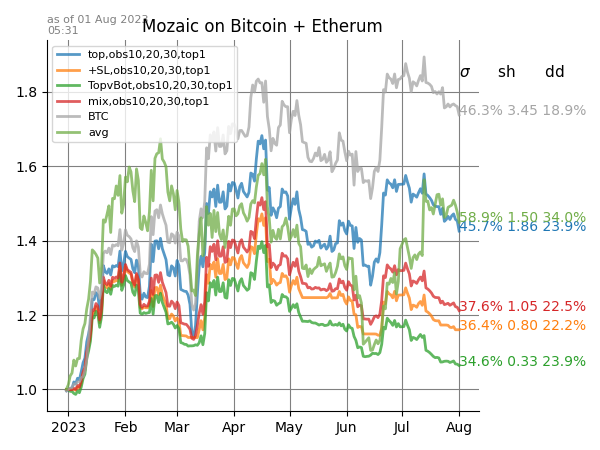 as of 01 Aug 2023
05:31
Mozaic on Bitcoin + Etherum
top,obs10,20,30,top1
+SL,obs10,20,30,top1
TopvBot,obs10,20,30,top1
mix,obs10,20,30,top1
BTC
avg
σ sh dd
46.3% 3.45 18.9%
58.9% 1.50 34.0%
45.7% 1.86 23.9%
37.6% 1.05 22.5%
36.4% 0.80 22.2%
34.6% 0.33 23.9%
1.8
1.6
1.4
1.2
1.0
2023 Feb Mar Apr May Jun Jul Aug